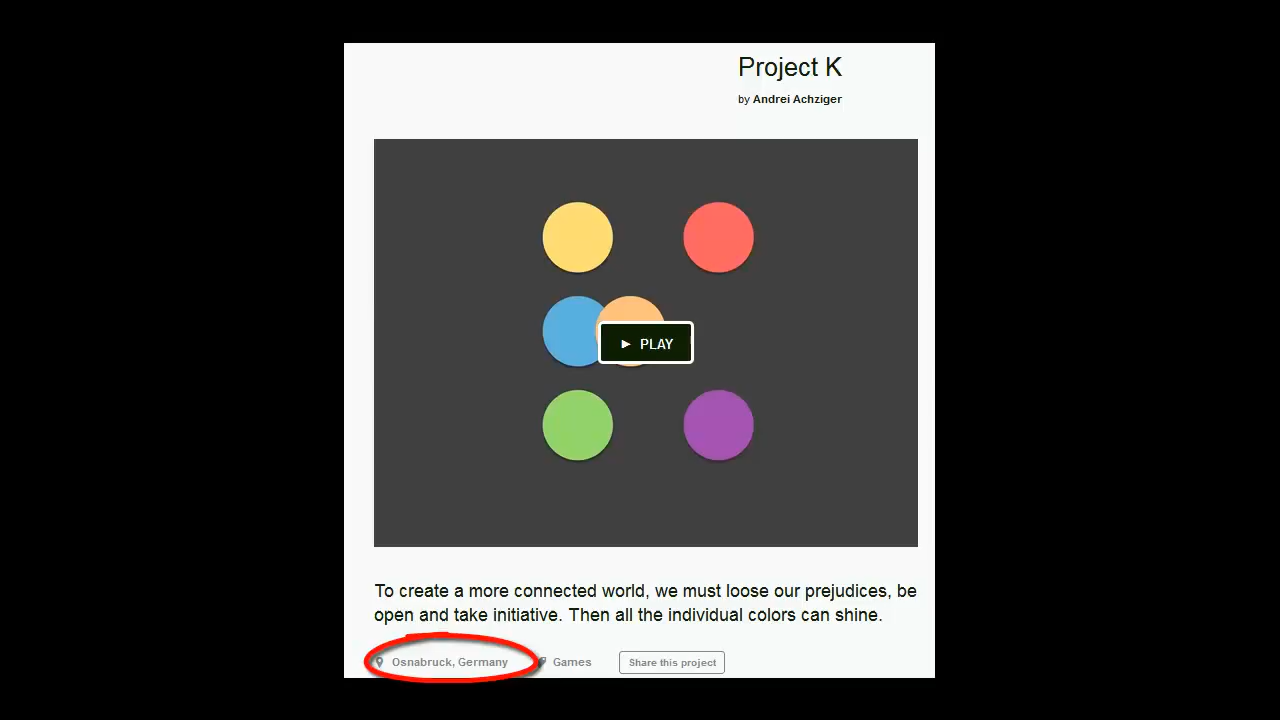 Project K
by Andrei Achziger
► PLAY
To create a more connected world, we must loose our prejudices, be
open and take initiative. Then all the individual colors can shine.
Osnabruck, Germany Games Share this project